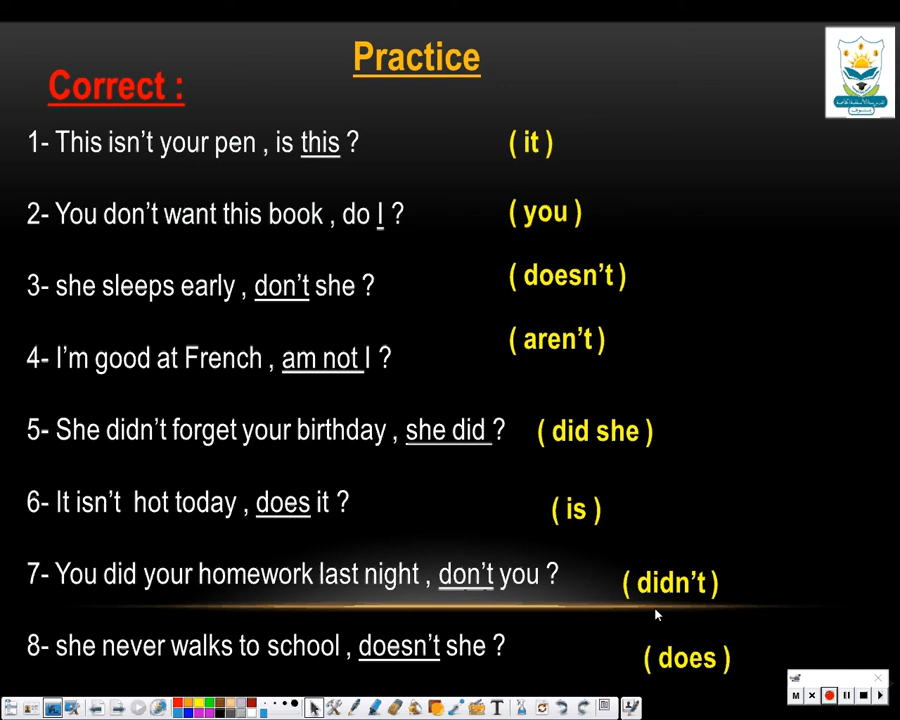 Practice
Correct :
1- This isn't your pen , is this ? ( it )
2- You don't want this book , do I ? ( you )
3- she sleeps early , don't she ? ( doesn't )
4- I'm good at French , am not I ? ( aren't )
5- She didn't forget your birthday , she did ? ( did she )
6- It isn't hot today , does it ? ( is )
7- You did your homework last night , don't you ? ( didn't )
8- she never walks to school , doesn't she ? ( does )
M